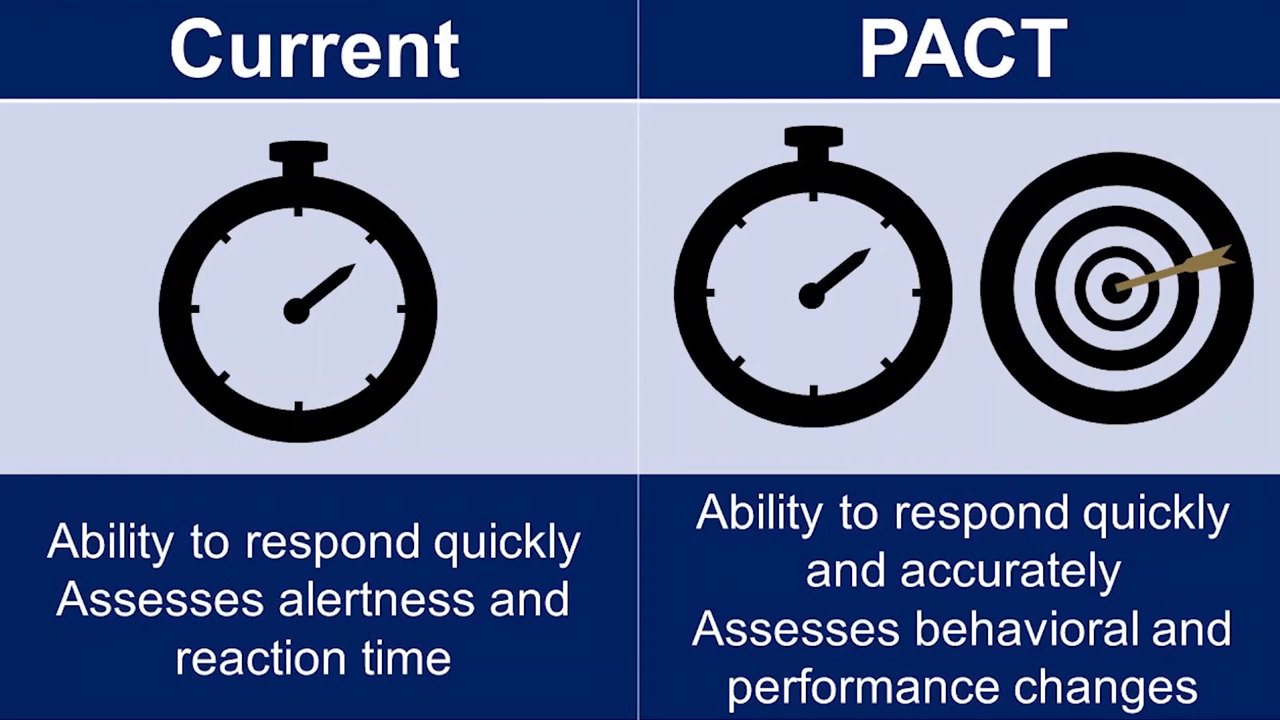 Current
PACT
Ability to respond quickly
Assesses alertness and
reaction time
Ability to respond quickly
and accurately
Assesses behavioral and
performance changes